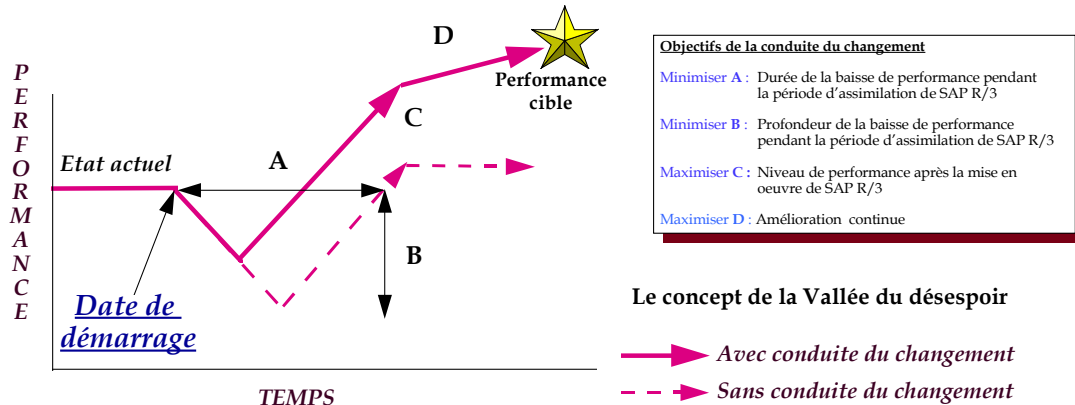 D
Performance
cible
PERFORMANCE
C
Etat actuel
A
B
Date de
démarrage
TEMPS
Objectifs de la conduite du changement
Minimiser A : Durée de la baisse de performance pendant
la période d'assimilation de SAP R/3
Minimiser B : Profondeur de la baisse de performance
pendant la période d'assimilation de SAP R/3
Maximiser C : Niveau de performance après la mise en
oeuvre de SAP R/3
Maximiser D : Amélioration continue
Le concept de la Vallée du désespoir
Avec conduite du changement
Sans conduite du changement